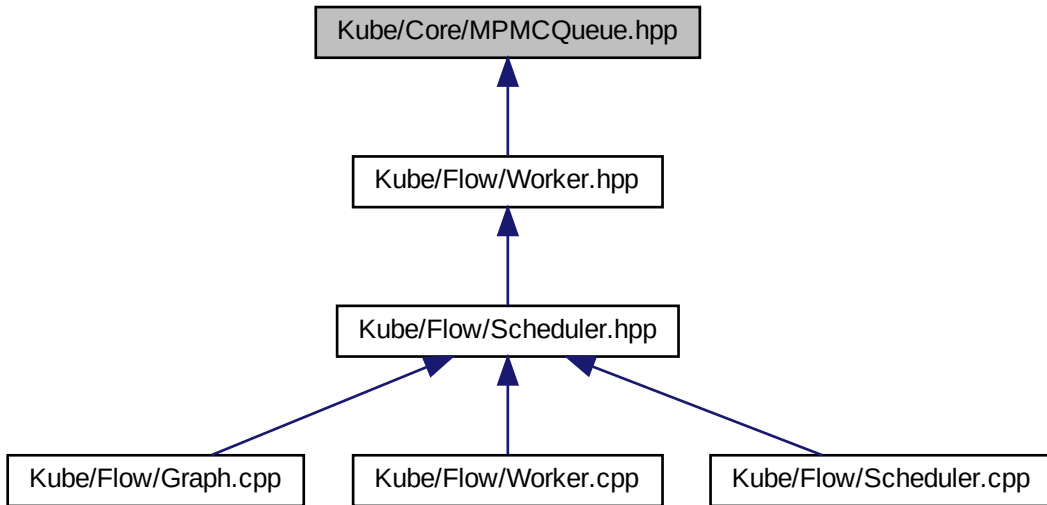 Kube/Core/MPMCQueue.hpp
Kube/Flow/Worker.hpp
Kube/Flow/Scheduler.hpp
Kube/Flow/Graph.cpp
Kube/Flow/Worker.cpp
Kube/Flow/Scheduler.cpp